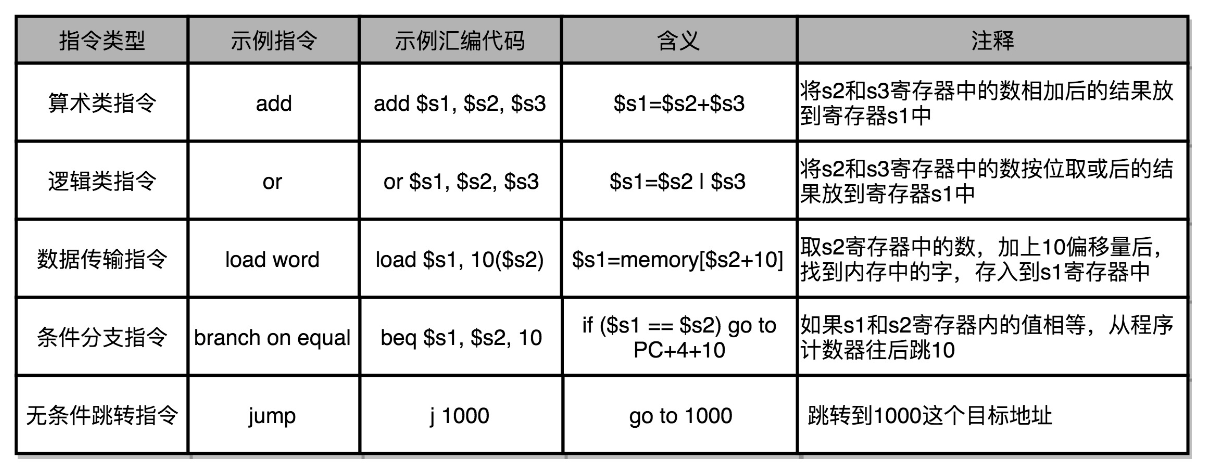 指令类型 示例指令 示例汇编代码 含义 注释
算术类指令 add add $s1, $s2, $s3 $s1=$s2+$s3 将s2和s3寄存器中的数相加后的结果放
到寄存器s1中
逻辑类指令 or or $s1, $s2, $s3 $s1=$s2 | $s3 将s2和s3寄存器中的数按位取或后的结
果放到寄存器s1中
数据传输指令 load word load $s1, 10($s2) $s1=memory[$s2+10] 取s2寄存器中的数，加上10偏移量后，
找到内存中的字，存入到s1寄存器中
条件分支指令 branch on equal beq $s1, $s2, 10 if ($s1 == $s2) go to
PC+4+10
如果s1和s2寄存器内的值相等，从程序
计数器往后跳10
无条件跳转指令 jump j 1000 go to 1000 跳转到1000这个目标地址